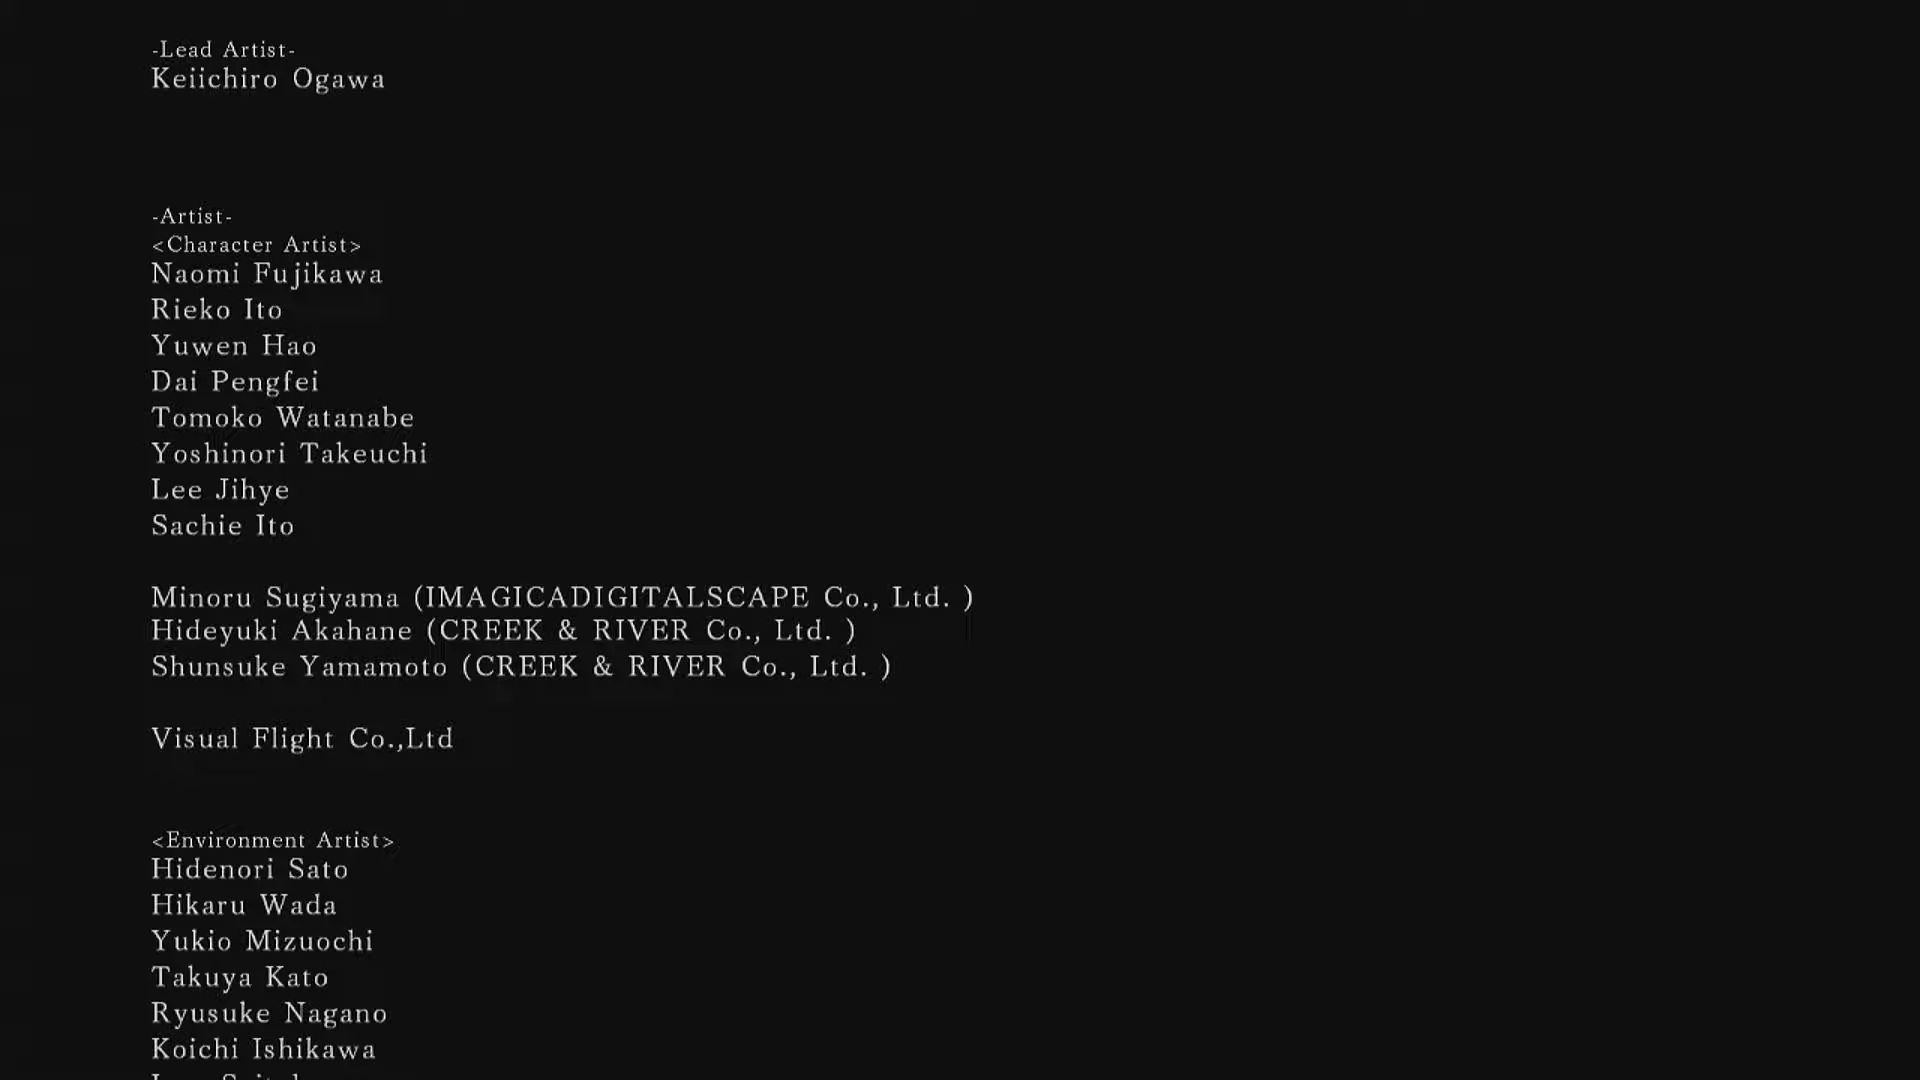 -Lead Artist-
Keiichiro Ogawa
-Artist-
<Character Artist>
Naomi Fujikawa
Rieko Ito
Yuwen Hao
Dai Pengfei
Tomoko Watanabe
Yoshinori Takeuchi
Lee Jihye
Sachie Ito
Minoru Sugiyama (IMAGICADIGITALSCAPE Co., Ltd. )
Hideyuki Akahane (CREEK & RIVER Co., Ltd. )
Shunsuke Yamamoto (CREEK & RIVER Co., Ltd. )
Visual Flight Co.,Ltd
<Environment Artist>
Hidenori Sato
Hikaru Wada
Yukio Mizuochi
Takuya Kato
Ryusuke Nagano
Koichi Ishikawa